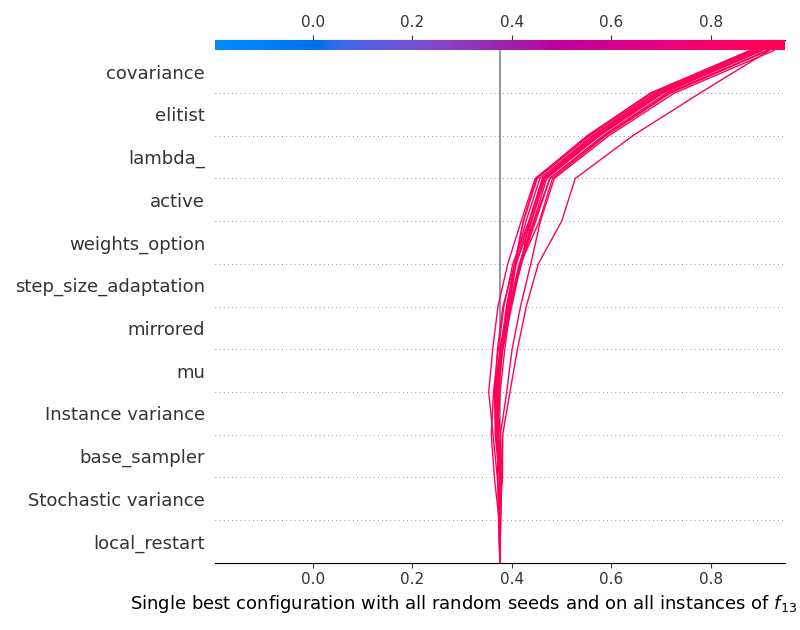 0.0 0.2 0.4 0.6 0.8
covariance
elitist
lambda_
active
weights_option
step_size_adaptation
mirrored
mu
Instance variance
base_sampler
Stochastic variance
local_restart
0.0 0.2 0.4 0.6 0.8
Single best configuration with all random seeds and on all instances of f13